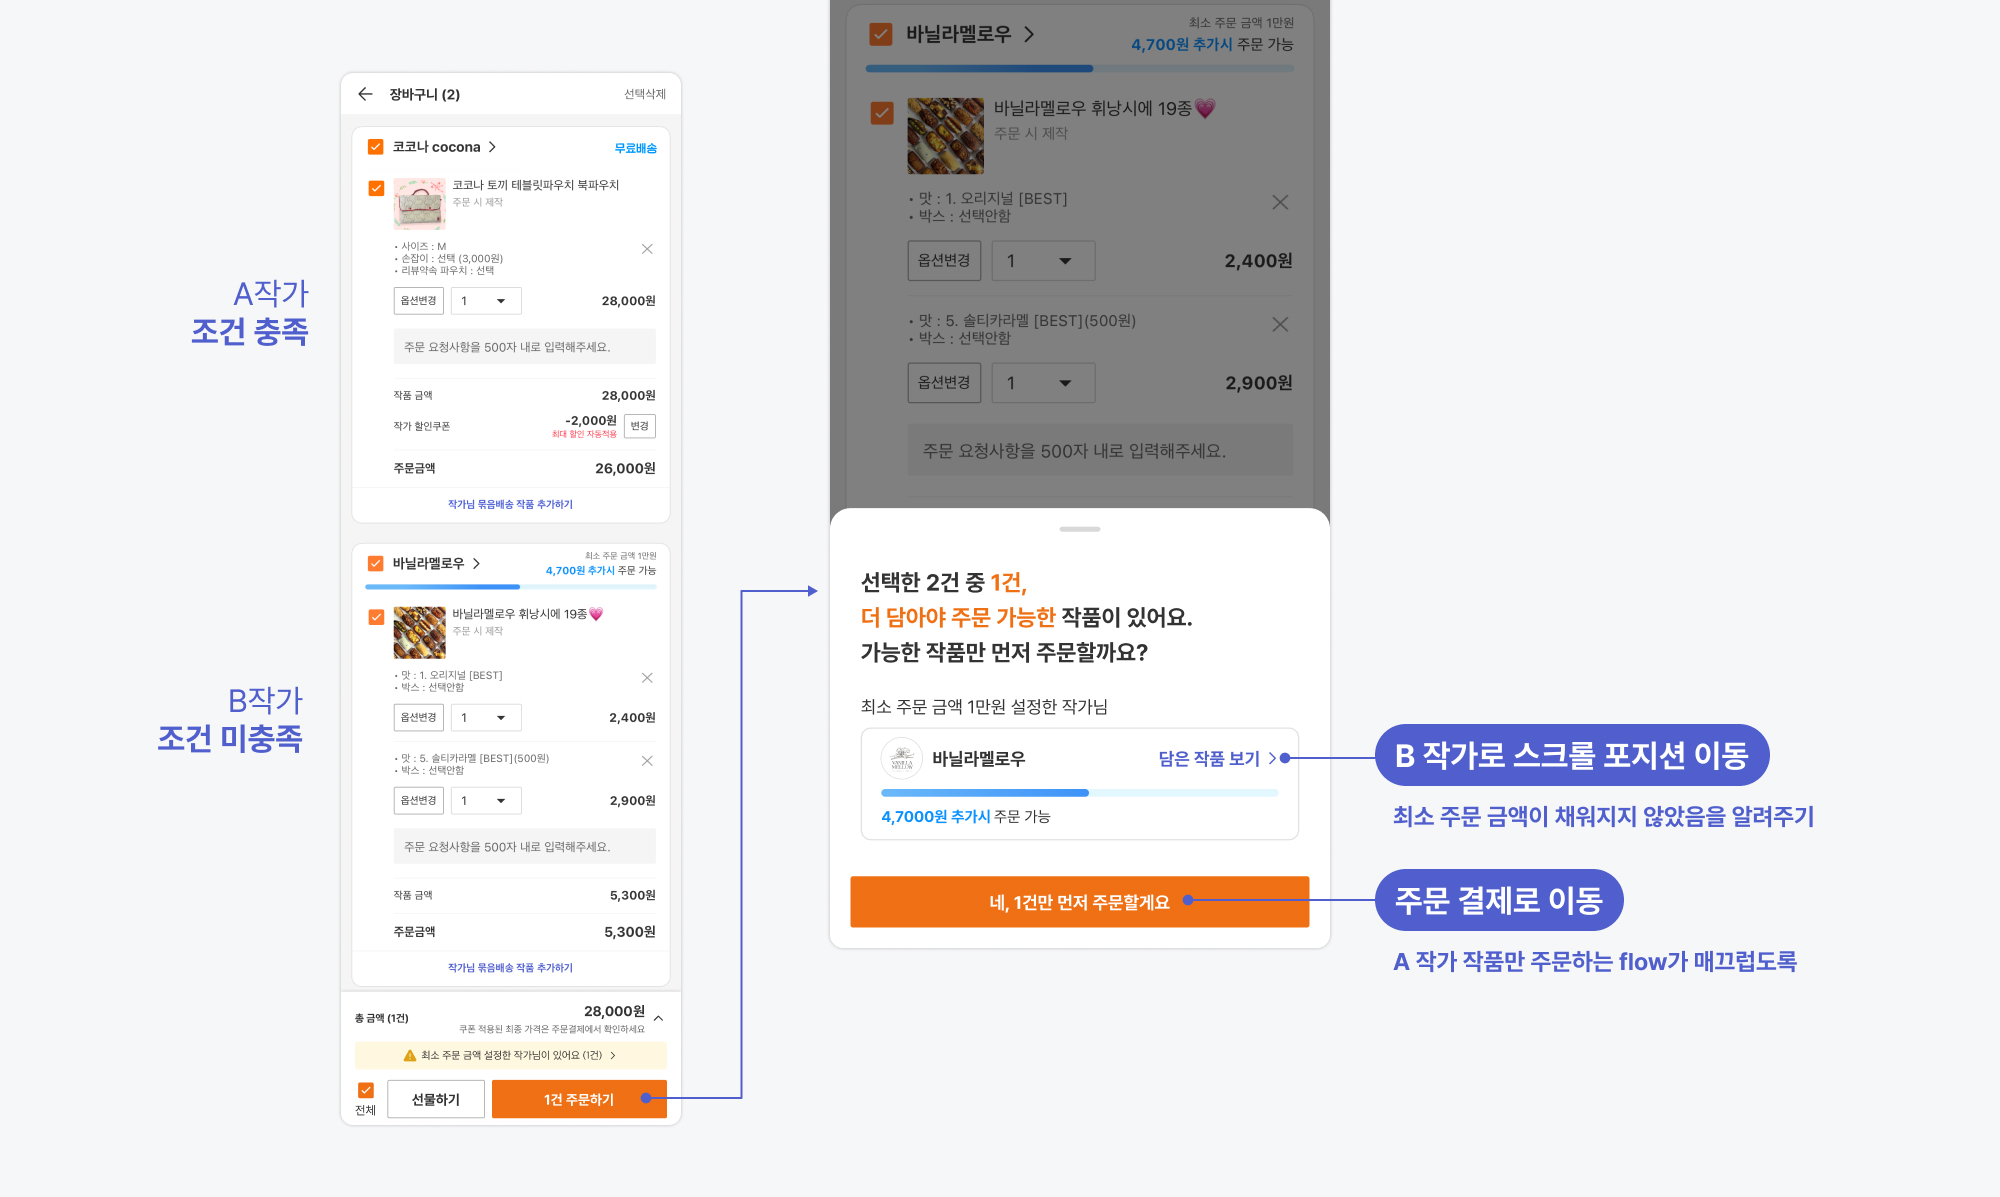 A작가
조건 충족
B작가
조건 미충족
장바구니 (2)
선택삭제
코코나 cocona
무료배송
코코나 토끼 테블릿파우치 북파우치
주문 시 제작
• 사이즈 : M
• 손잡이 : 선택 (3,000원)
• 리뷰약속 파우치 : 선택
옵션변경
1
28,000원
주문 요청사항을 500자 내로 입력해주세요.
작품 금액
28,000원
작가 할인쿠폰
-2,000원
최대 할인 자동적용
변경
주문금액
26,000원
작가님 묶음배송 작품 추가하기
바닐라멜로우
최소 주문 금액 1만원
4,700원 추가시 주문 가능
바닐라멜로우 휘낭시에 19종💗
주문 시 제작
• 맛 : 1. 오리지널 [BEST]
• 박스 : 선택안함
옵션변경
1
2,400원
• 맛 : 5. 솔티카라멜 [BEST](500원)
• 박스 : 선택안함
옵션변경
1
2,900원
주문 요청사항을 500자 내로 입력해주세요.
작품 금액
5,300원
주문금액
5,300원
작가님 묶음배송 작품 추가하기
총 금액 (1건)
28,000원
쿠폰 적용된 최종 가격은 주문결제에서 확인하세요
최소 주문 금액 설정한 작가님이 있어요 (1건)
전체
선물하기
1건 주문하기
바닐라멜로우
최소 주문 금액 1만원
4,700원 추가시 주문 가능
바닐라멜로우 휘낭시에 19종💗
주문 시 제작
• 맛 : 1. 오리지널 [BEST]
• 박스 : 선택안함
옵션변경
1
2,400원
• 맛 : 5. 솔티카라멜 [BEST](500원)
• 박스 : 선택안함
옵션변경
1
2,900원
주문 요청사항을 500자 내로 입력해주세요.
선택한 2건 중 1건,
더 담아야 주문 가능한 작품이 있어요.
가능한 작품만 먼저 주문할까요?
최소 주문 금액 1만원 설정한 작가님
VANILLA
MELLOW
바닐라멜로우
담은 작품 보기
4,7000원 추가시 주문 가능
네, 1건만 먼저 주문할게요
B 작가로 스크롤 포지션 이동
최소 주문 금액이 채워지지 않았음을 알려주기
주문 결제로 이동
A 작가 작품만 주문하는 flow가 매끄럽도록